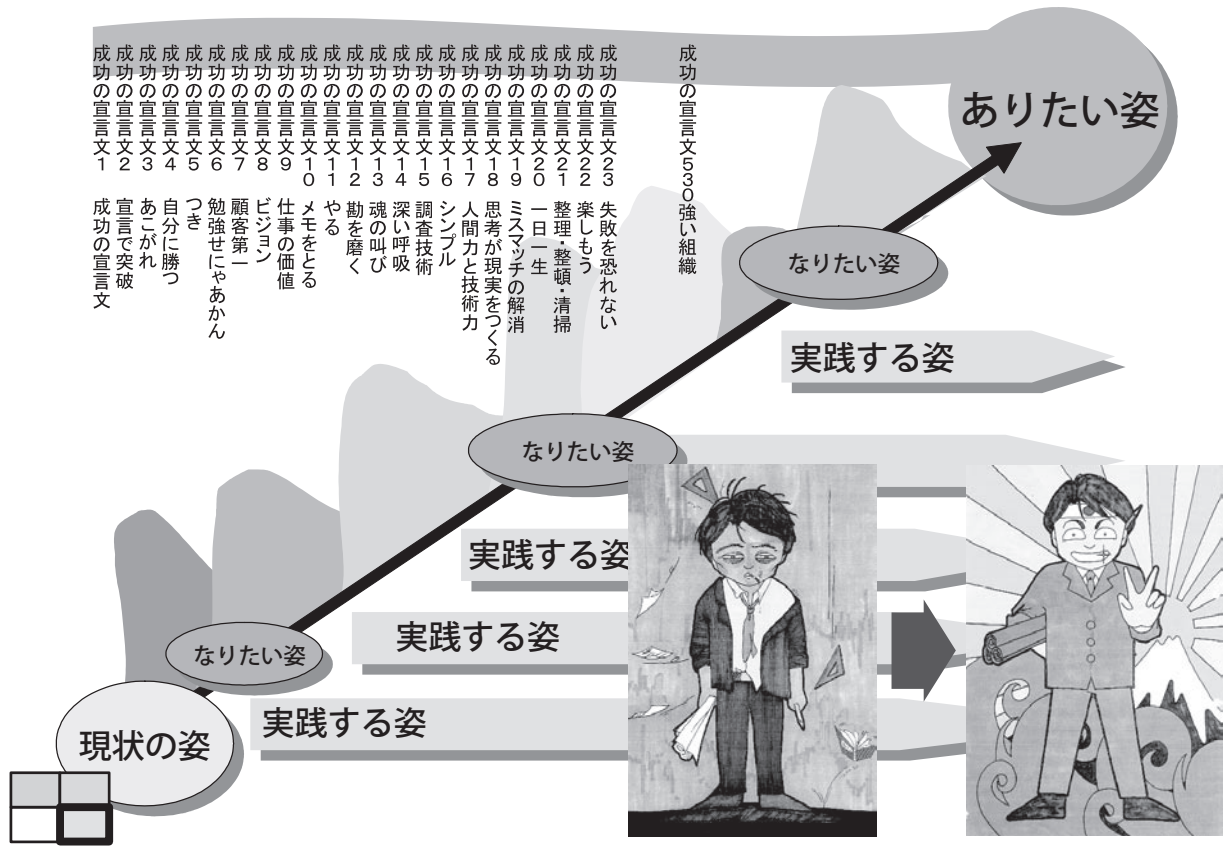 成功の宣言文1 成功の宣言文
成功の宣言文2 宣言で突破
成功の宣言文3 あこがれ
成功の宣言文4 自分に勝つ
成功の宣言文5 つき
成功の宣言文6 勉強せにゃあかん
成功の宣言文7 顧客第一
成功の宣言文8 ビジョン
成功の宣言文9 仕事の価値
成功の宣言文10 メモをとる
成功の宣言文11 やる
成功の宣言文12 勘を磨く
成功の宣言文13 魂の叫び
成功の宣言文14 深い呼吸
成功の宣言文15 調査技術
成功の宣言文16 シンプル
成功の宣言文17 人間力と技術力
成功の宣言文18 思考が現実をつくる
成功の宣言文19 ミスマッチの解消
成功の宣言文20 一日一生
成功の宣言文21 整理・整頓・清掃
成功の宣言文22 楽しもう
成功の宣言文23 失敗を恐れない
成功の宣言文530強い組織
ありたい姿
なりたい姿
実践する姿
なりたい姿
実践する姿
実践する姿
なりたい姿
実践する姿
現状の姿